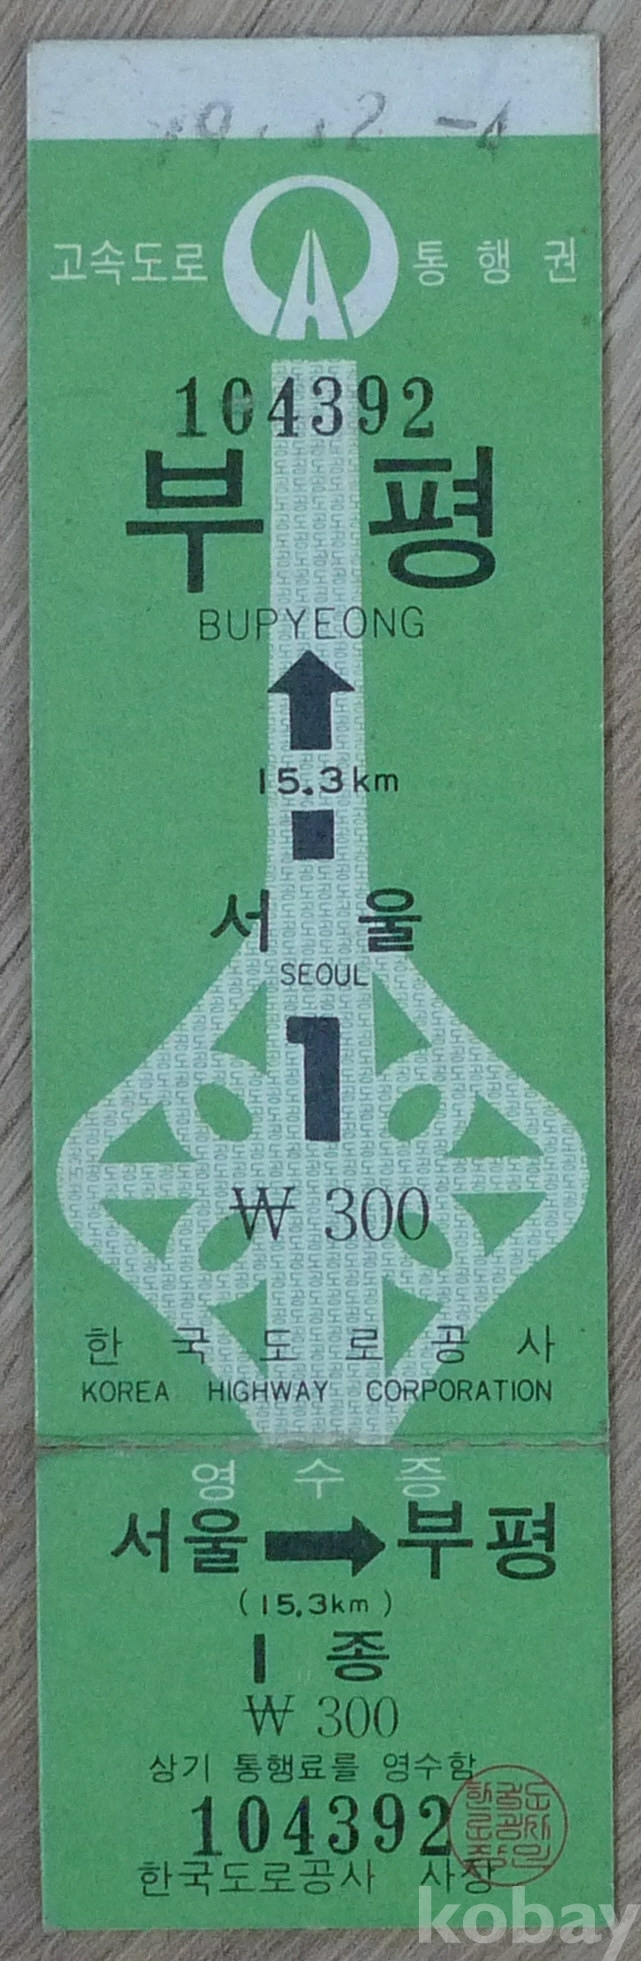 고속도로 통행권
104392
부평
BUPYEONG
15.3km
서울
SEOUL
1
₩ 300
한국도로공사
KOREA HIGHWAY CORPORATION
영수증
서울 → 부평
(15.3km)
1 종
₩ 300
상기 통행료를 영수함
104392
한국도로공사 사장
kobay